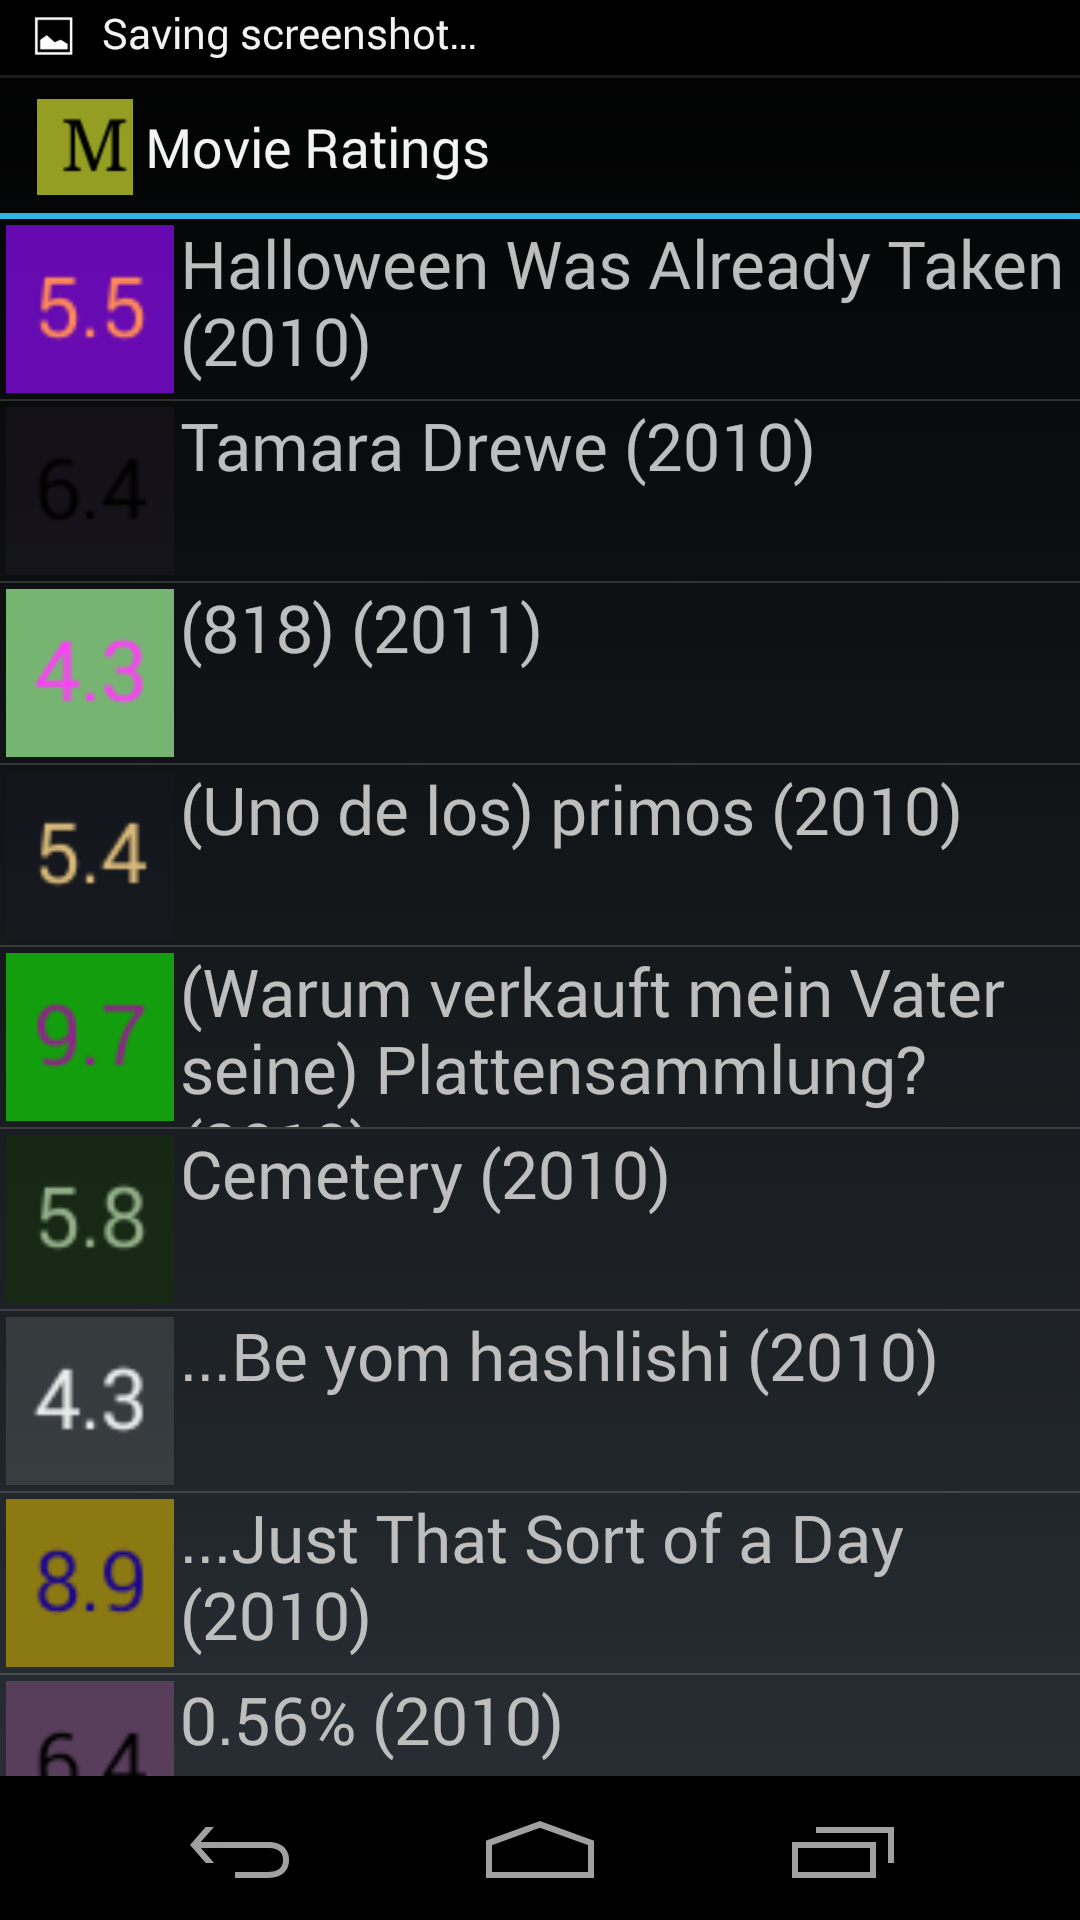 Saving screenshot...
M Movie Ratings
5.5 Halloween Was Already Taken
(2010)
6.4 Tamara Drewe (2010)
4.3 (818) (2011)
5.4 (Uno de los) primos (2010)
9.7 (Warum verkauft mein Vater
seine) Plattensammlung?
5.8 Cemetery (2010)
4.3 ...Be yom hashlishi (2010)
8.9 ...Just That Sort of a Day
(2010)
6.4 0.56% (2010)